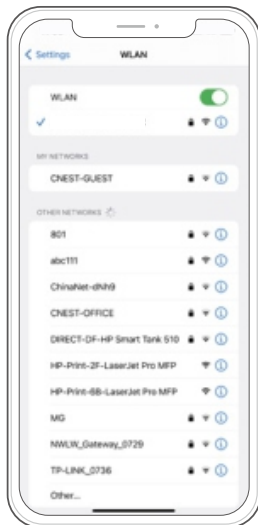 Settings
WLAN
WLAN
MY NETWORKS
CNEST-GUEST
OTHER NETWORKS
801
abc111
ChinaNet-dNh9
CNEST-OFFICE
DIRECT-DF-HP Smart Tank 510
HP-Print-2F-LaserJet Pro MFP
HP-Print-6B-LaserJet Pro MFP
MG
NWLW_Gateway_0729
TP-LINK_0736
Other...